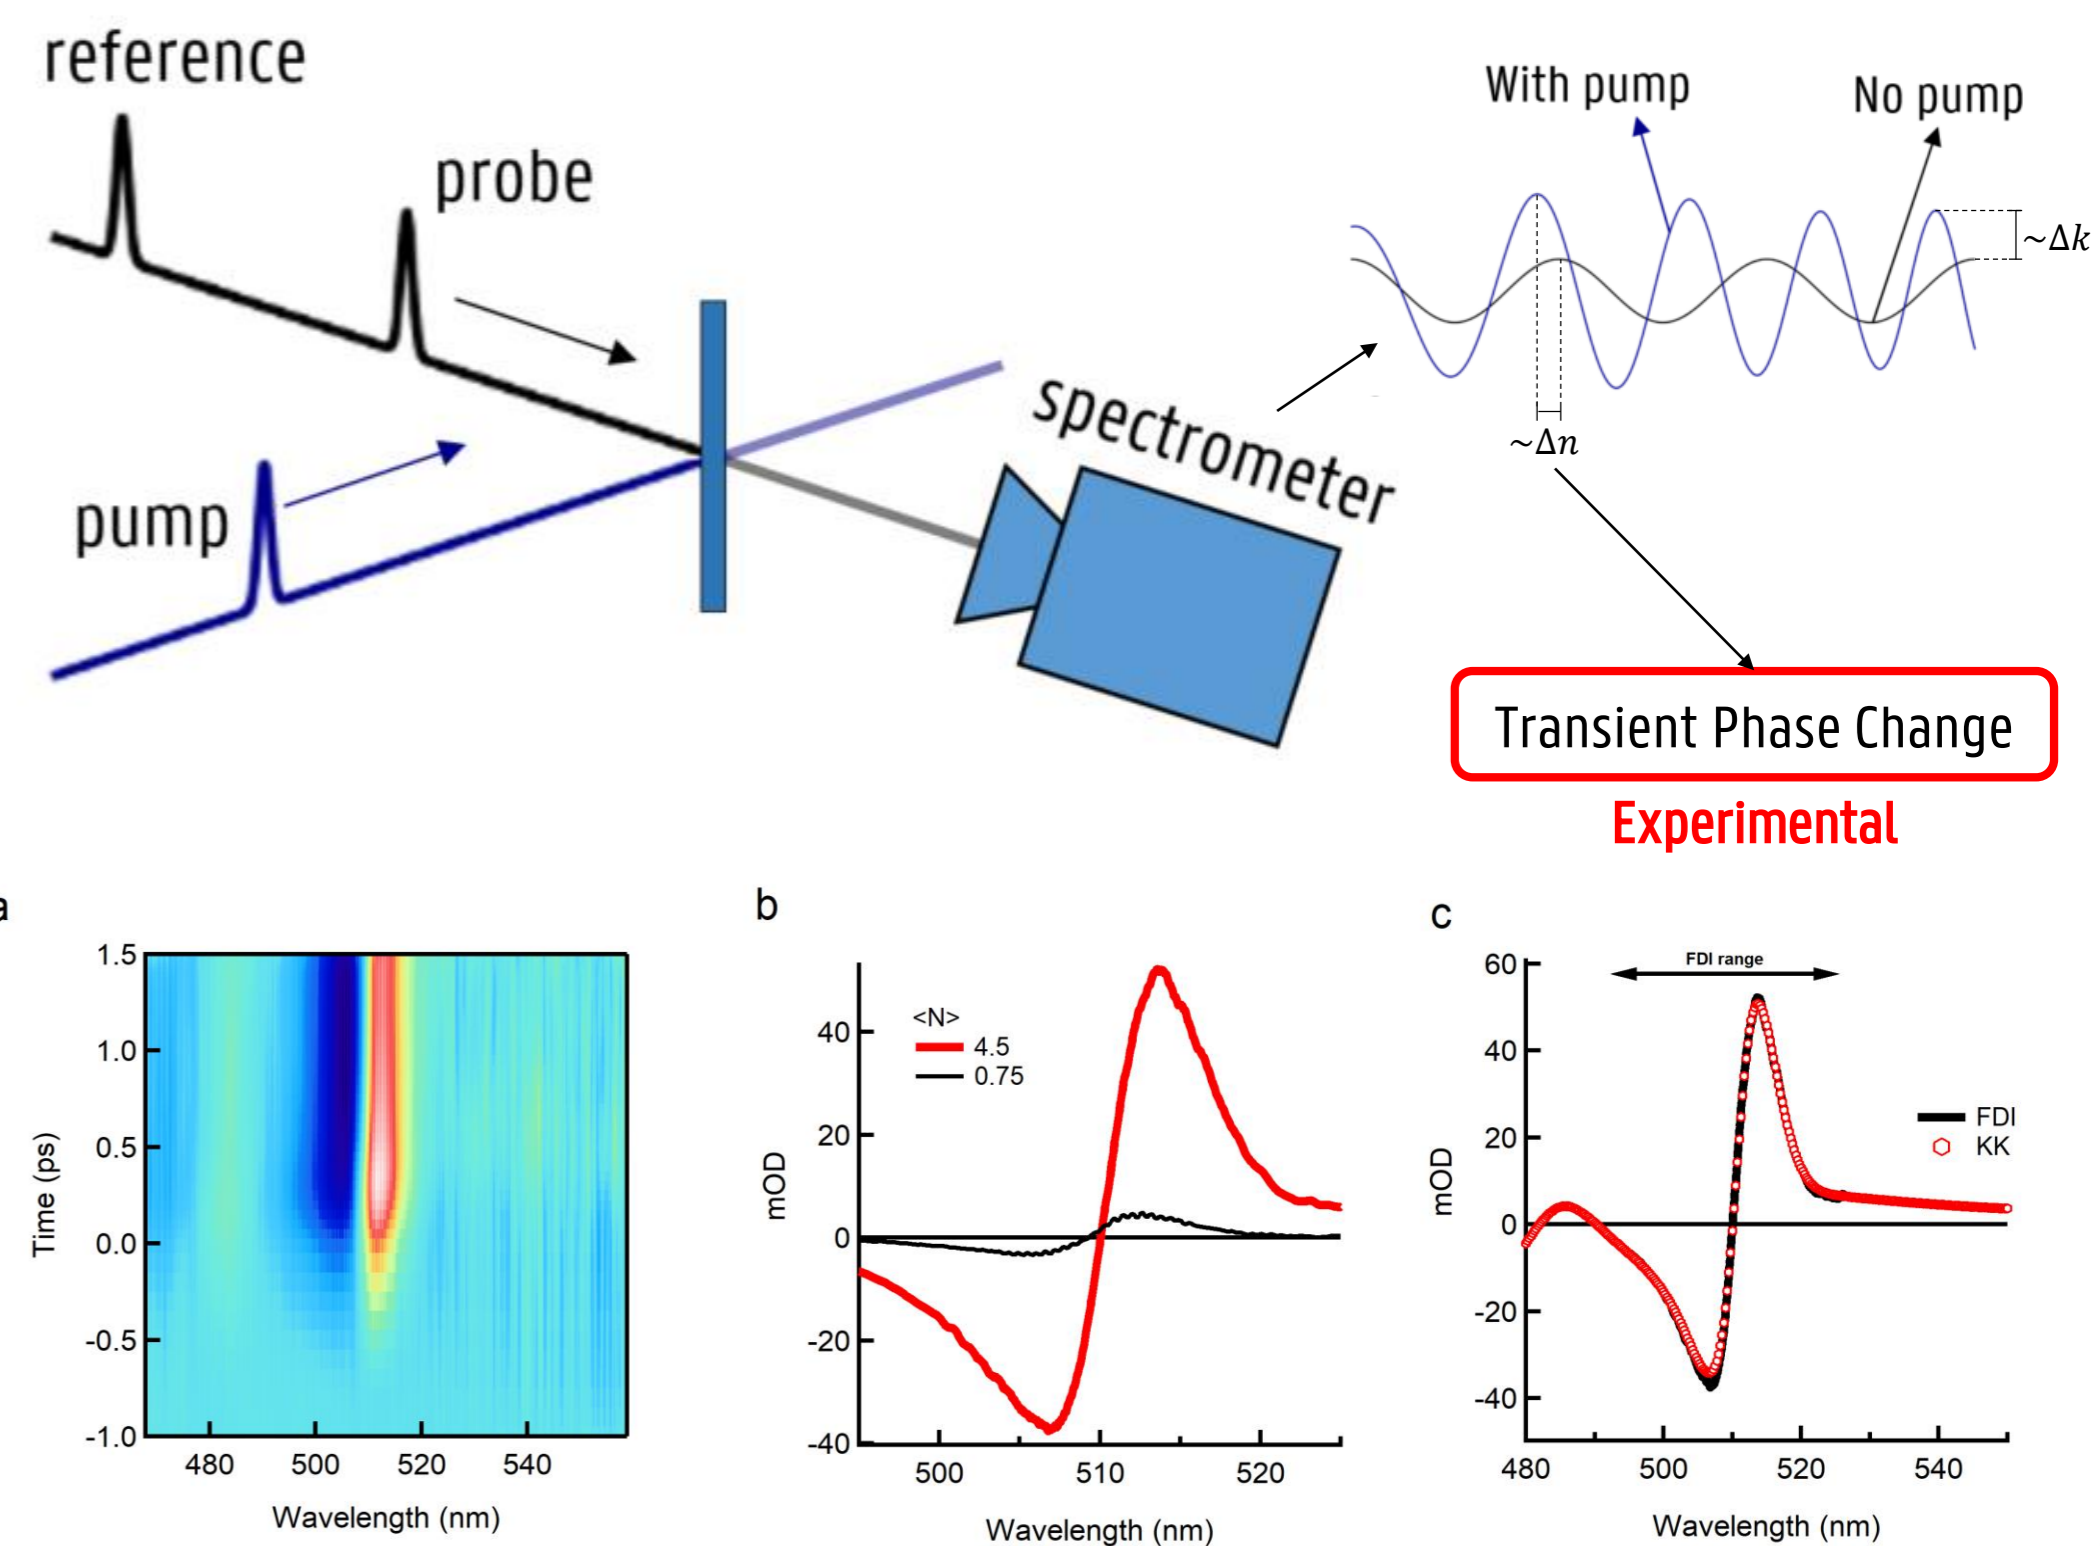 reference
probe
pump
spectrometer
With pump
No pump
~Δk
~Δn
Transient Phase Change
Experimental
a
1.5
1.0
0.5
0.0
-0.5
-1.0
Time (ps)
480 500 520 540
Wavelength (nm)
b
<N>
4.5
0.75
40
20
0
-20
-40
mOD
500 510 520
Wavelength (nm)
c
FDI range
60
40
20
0
-20
-40
mOD
FDI
KK
480 500 520 540
Wavelength (nm)